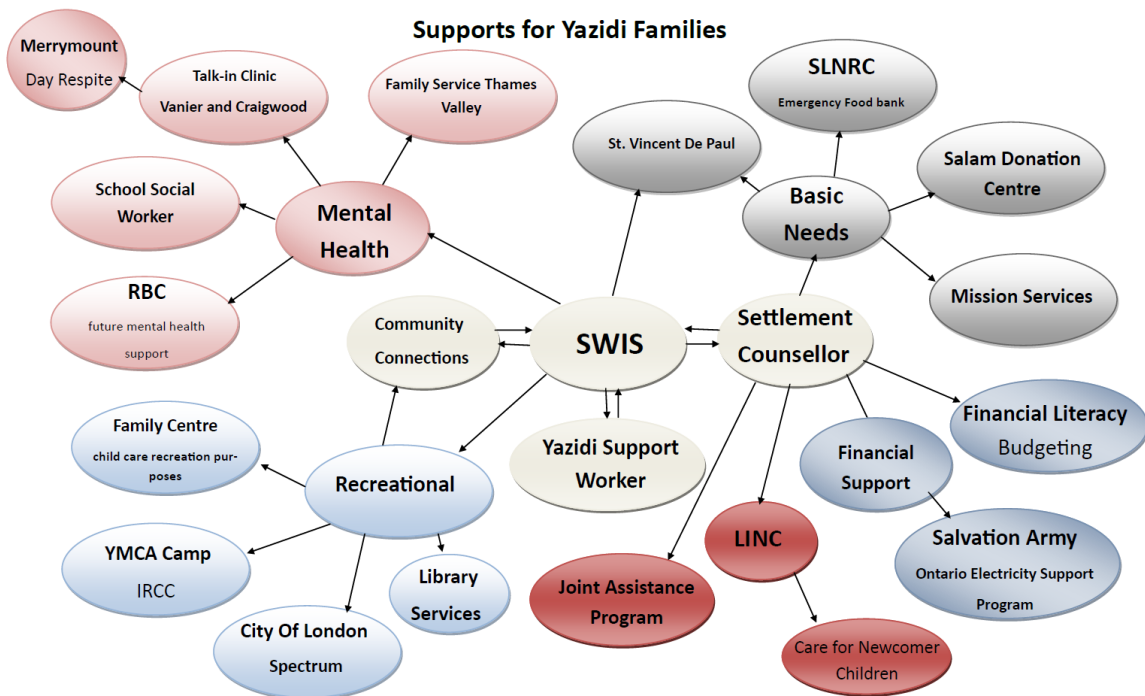 Supports for Yazidi Families
Merrymount
Day Respite
Talk-in Clinic
Vanier and Craigwood
Family Service Thames
Valley
School Social
Worker
Mental
Health
RBC
future mental health
support
St. Vincent De Paul
SLNRC
Emergency Food bank
Salam Donation
Centre
Basic
Needs
Mission Services
Community
Connections
SWIS
Settlement
Counsellor
Yazidi Support
Worker
Family Centre
child care recreation pur-
poses
Recreational
YMCA Camp
IRCC
City Of London
Spectrum
Library
Services
Financial Literacy
Budgeting
Financial
Support
Salvation Army
Ontario Electricity Support
Program
LINC
Joint Assistance
Program
Care for Newcomer
Children